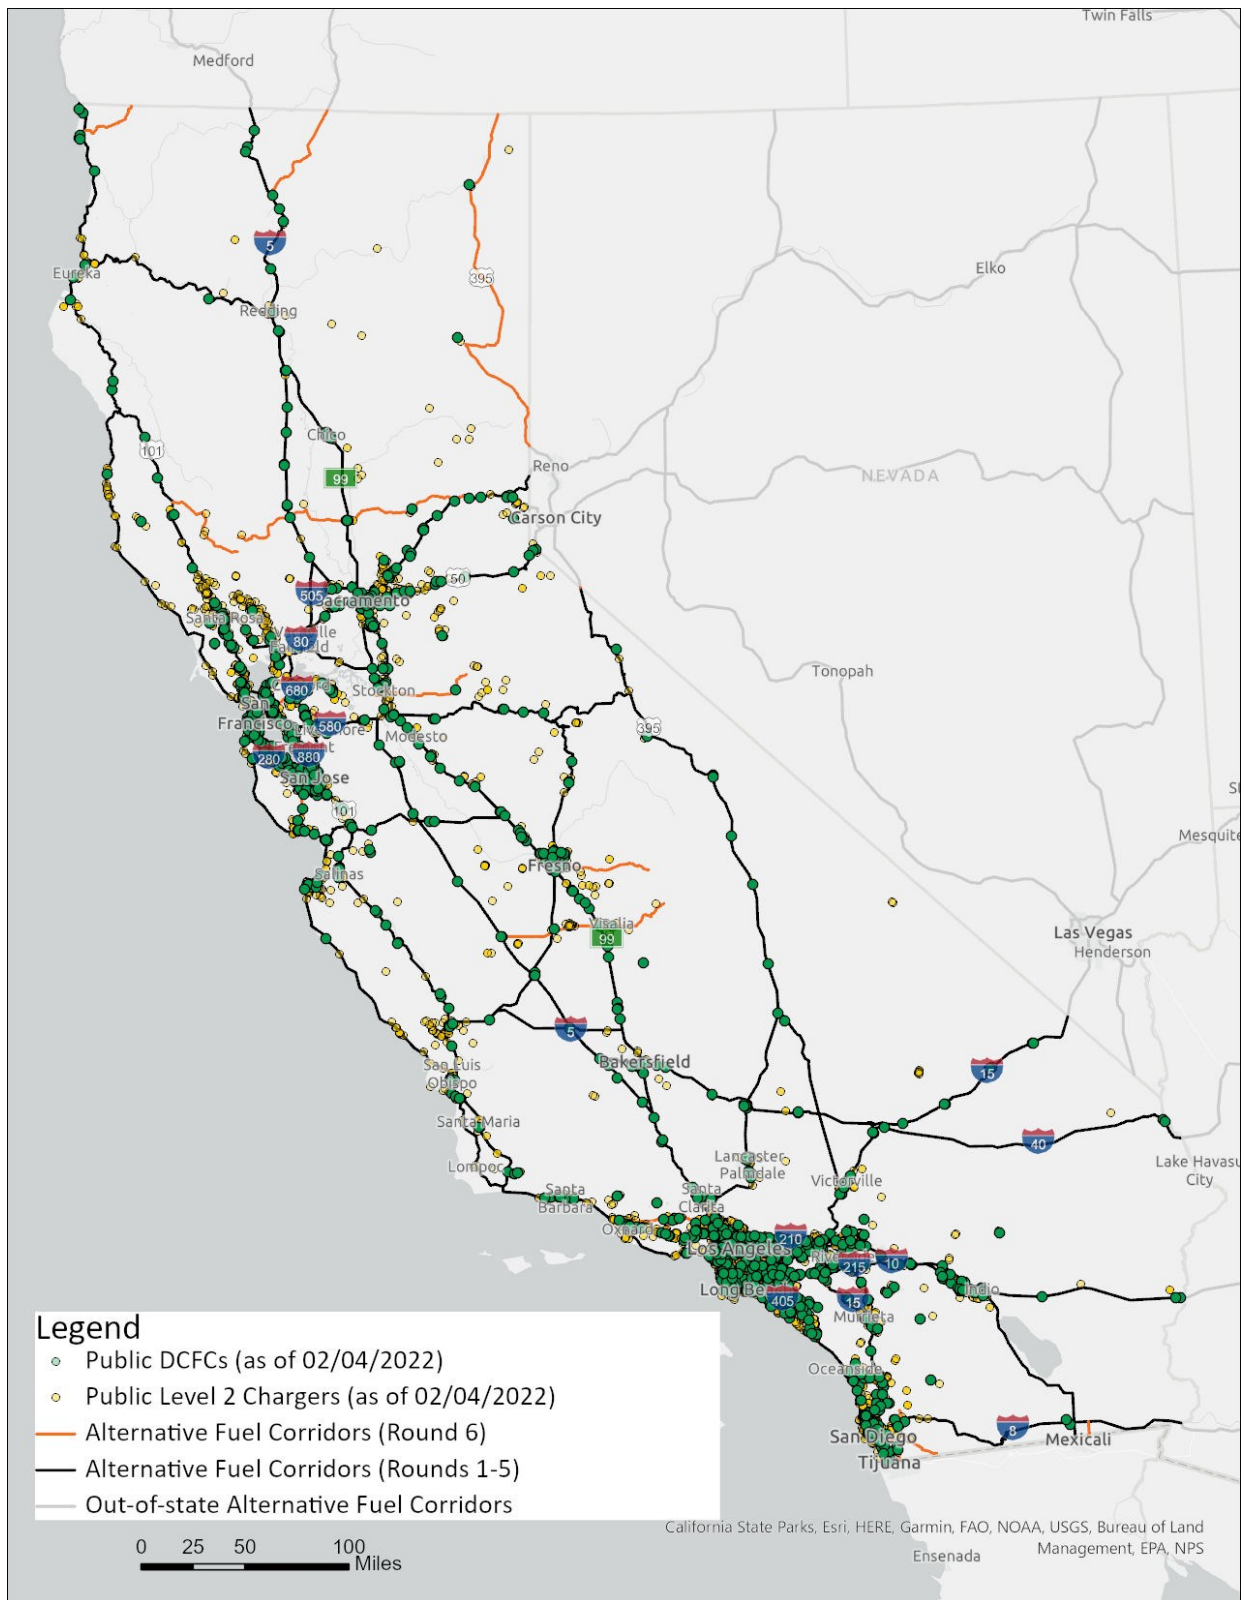 Twin Falls
Medford
5
Eureka
395
Elko
Redding
101
Chico
99
Reno
NEVADA
Carson City
50
505
Sacramento
Santa Rosa
80
Tonopah
680
Stockton
San
Francisco
580
395
Modesto
280
880
San Jose
101
Mesquite
Fresno
Salinas
Visalia
99
Las Vegas
Henderson
5
Bakersfield
15
San Luis
Obispo
Santa Maria
40
Lancaster
Palmdale
Lake Havasu
City
Lompoc
Victorville
Santa
Barbara
Santa
Clarita
Oxnard
210
Los Angeles
215
10
Long Be
405
15
Indio
Murrieta
Oceanside
San Diego
8
Mexicali
Tijuana
Legend
Public DCFCs (as of 02/04/2022)
Public Level 2 Chargers (as of 02/04/2022)
Alternative Fuel Corridors (Round 6)
Alternative Fuel Corridors (Rounds 1-5)
Out-of-state Alternative Fuel Corridors
California State Parks, Esri, HERE, Garmin, FAO, NOAA, USGS, Bureau of Land
Management, EPA, NPS
Ensenada
0 25 50 100
Miles